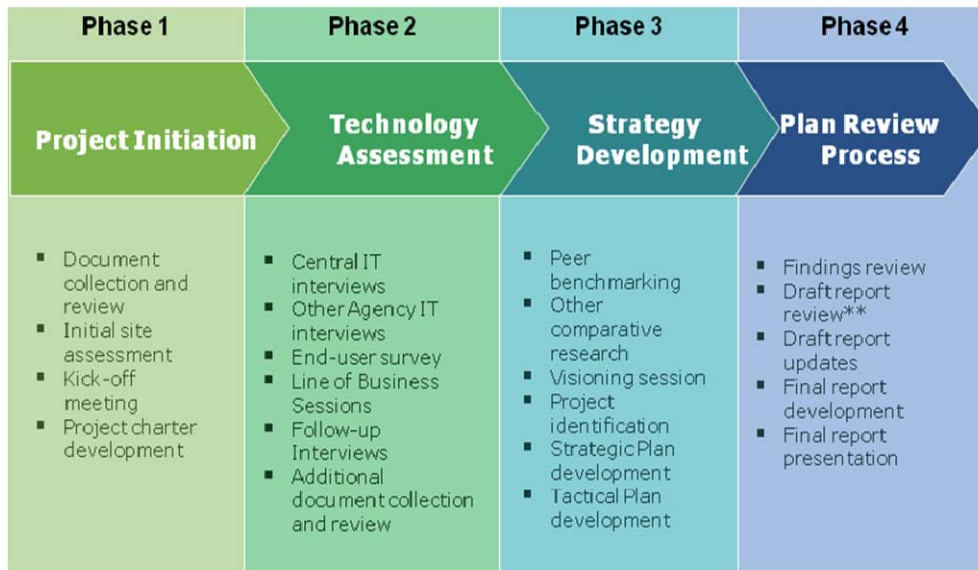 Phase 1
Project Initiation
▪ Document
collection and
review
▪ Initial site
assessment
▪ Kick-off
meeting
▪ Project charter
development
Phase 2
Technology
Assessment
▪ Central IT
interviews
▪ Other Agency IT
interviews
▪ End-user survey
▪ Line of Business
Sessions
▪ Follow-up
Interviews
▪ Additional
document collection
and review
Phase 3
Strategy
Development
▪ Peer
benchmarking
▪ Other
comparative
research
▪ Visioning session
▪ Project
identification
▪ Strategic Plan
development
▪ Tactical Plan
development
Phase 4
Plan Review
Process
▪ Findings review
▪ Draft report
review**
▪ Draft report
updates
▪ Final report
development
▪ Final report
presentation